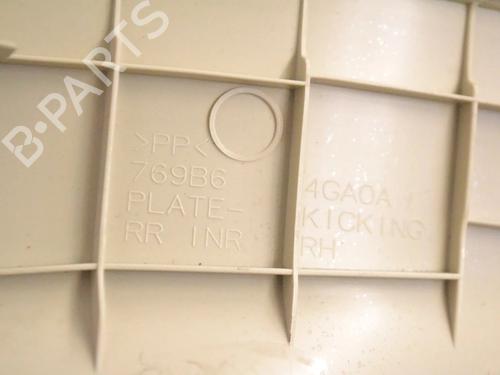 B-PARTS
>PP<
769B6 4GA0A
PLATE- KICKING
RR INR RH